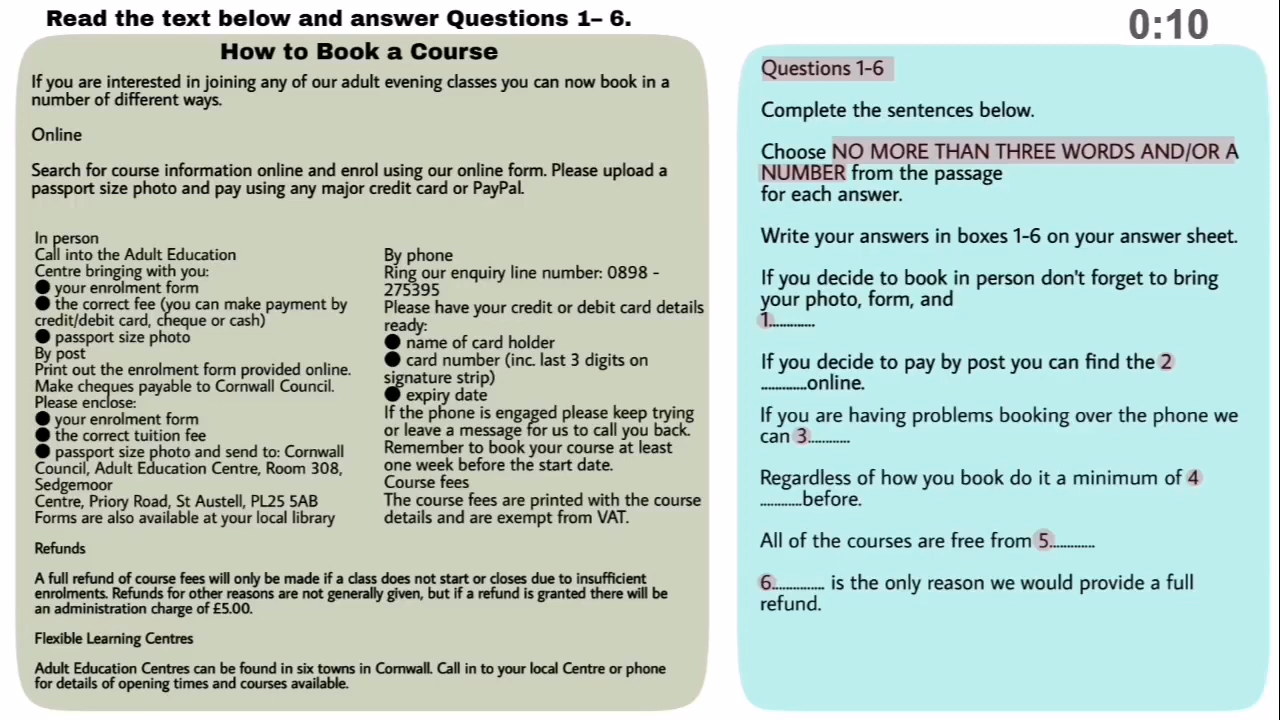 Read the text below and answer Questions 1– 6.
0:10
How to Book a Course
If you are interested in joining any of our adult evening classes you can now book in a
number of different ways.
Online
Search for course information online and enrol using our online form. Please upload a
passport size photo and pay using any major credit card or PayPal.
In person
Call into the Adult Education
Centre bringing with you:
● your enrolment form
● the correct fee (you can make payment by
credit/debit card, cheque or cash)
● passport size photo
By post
Print out the enrolment form provided online.
Make cheques payable to Cornwall Council.
Please enclose:
● your enrolment form
● the correct tuition fee
● passport size photo and send to: Cornwall
Council, Adult Education Centre, Room 308,
Sedgemoor
Centre, Priory Road, St Austell, PL25 5AB
Forms are also available at your local library
By phone
Ring our enquiry line number: 0898 -
275395
Please have your credit or debit card details
ready:
● name of card holder
● card number (inc. last 3 digits on
signature strip)
● expiry date
If the phone is engaged please keep trying
or leave a message for us to call you back.
Remember to book your course at least
one week before the start date.
Course fees
The course fees are printed with the course
details and are exempt from VAT.
Refunds
A full refund of course fees will only be made if a class does not start or closes due to insufficient
enrolments. Refunds for other reasons are not generally given, but if a refund is granted there will be
an administration charge of £5.00.
Flexible Learning Centres
Adult Education Centres can be found in six towns in Cornwall. Call in to your local Centre or phone
for details of opening times and courses available.
Questions 1-6
Complete the sentences below.
Choose NO MORE THAN THREE WORDS AND/OR A
NUMBER from the passage
for each answer.
Write your answers in boxes 1-6 on your answer sheet.
If you decide to book in person don't forget to bring
your photo, form, and
1.............
If you decide to pay by post you can find the 2
.............online.
If you are having problems booking over the phone we
can 3............
Regardless of how you book do it a minimum of 4
............before.
All of the courses are free from 5.............
6............... is the only reason we would provide a full
refund.